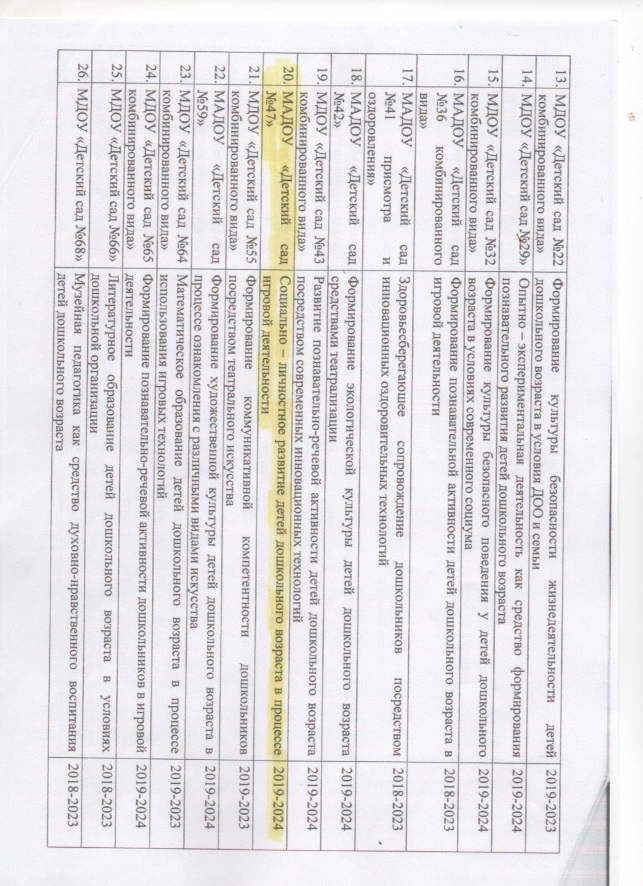 13. МДОУ «Детский сад №22 Формирование культуры безопасности жизнедеятельности детей 2019-2023
комбинированного вида» дошкольного возраста в условия ДОО и семьи
14. МДОУ «Детский сад №29» Опытно – экспериментальная деятельность как средство формирования 2019-2024
познавательного развития детей дошкольного возраста
15 МДОУ «Детский сад №32 Формирование культуры безопасного поведения у детей дошкольного 2019-2024
комбинированного вида» возраста в условиях современного социума
16. МАДОУ «Детский сад Формирование познавательной активности детей дошкольного возраста в 2018-2023
№36 комбинированного игровой деятельности
вида»
17. МАДОУ «Детский сад Здоровьесберегающее сопровождение дошкольников посредством 2018-2023
№41 присмотра и инновационных оздоровительных технологий
оздоровления»
18. МАДОУ «Детский сад Формирование экологической культуры детей дошкольного возраста 2019-2024
№42» средствами театрализации
19. МДОУ «Детский сад №43 Развитие познавательно-речевой активности детей дошкольного возраста 2019-2024
комбинированного вида» посредством современных инновационных технологий
20. МАДОУ «Детский сад Социально – личностное развитие детей дошкольного возраста в процессе 2019-2024
№47» игровой деятельности
21. МДОУ «Детский сад №55 Формирование коммуникативной компетентности дошкольников 2019-2024
комбинированного вида» посредством театрального искусства
22. МАДОУ «Детский сад Формирование художественной культуры детей дошкольного возраста в 2019-2024
№59» процессе ознакомления с различными видами искусства
23. МДОУ «Детский сад №64 Математическое образование детей дошкольного возраста в процессе 2019-2024
комбинированного вида» использования игровых технологий
24. МДОУ «Детский сад №65 Формирование познавательно-речевой активности дошкольников в игровой 2019-2024
комбинированного вида» деятельности
25. МДОУ «Детский сад №66» Литературное образование детей дошкольного возраста в условиях 2018-2023
дошкольной организации
26. МДОУ «Детский сад №68» Музейная педагогика как средство духовно-нравственного воспитания 2018-2023
детей дошкольного возраста